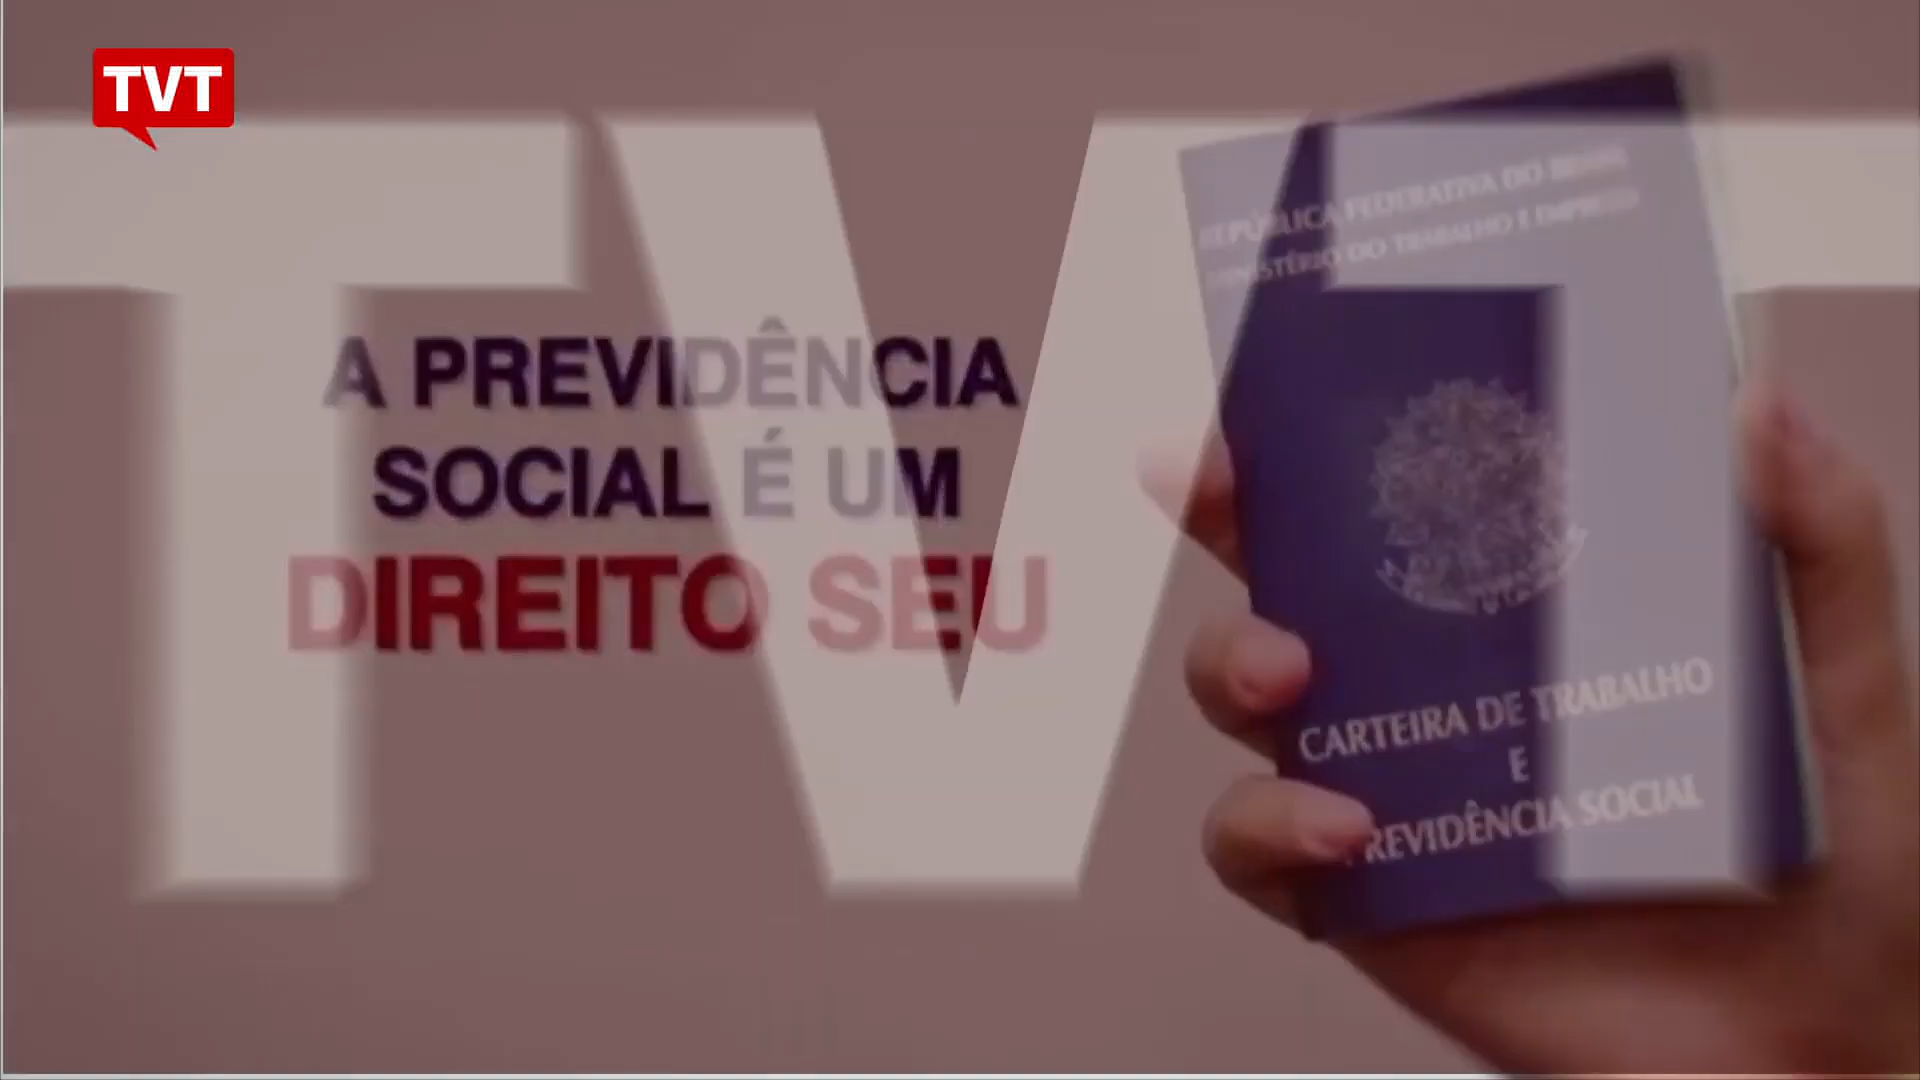 TVT
TVT
A PREVIDÊNCIA
SOCIAL É UM
DIREITO SEU
REPÚBLICA FEDERATIVA DO BRASIL
MINISTÉRIO DO TRABALHO E EMPREGO
CARTEIRA DE TRABALHO
E
PREVIDÊNCIA SOCIAL